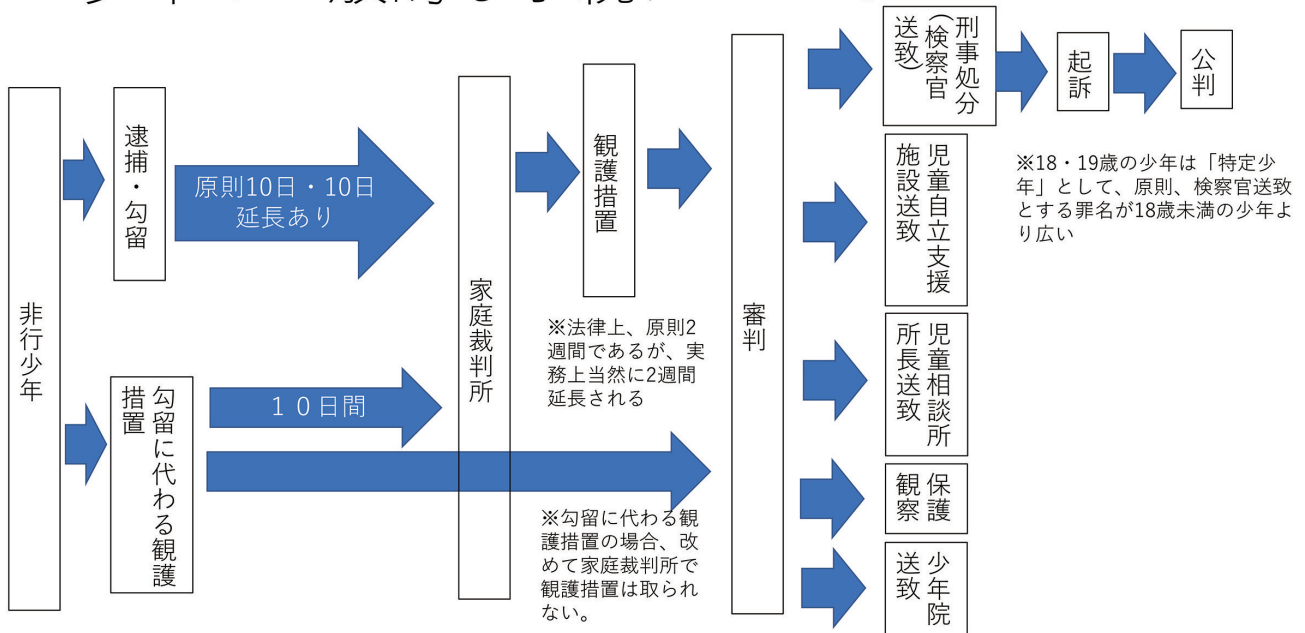 非行少年
逮捕・勾留
原則10日・10日
延長あり
勾留に代わる観護
措置
１０日間
家庭裁判所
観護措置
※法律上、原則2
週間であるが、実
務上当然に2週間
延長される
※勾留に代わる観
護措置の場合、改
めて家庭裁判所で
観護措置は取られ
ない。
審判
刑事処分
（検察官
送致）
起訴
公判
※18・19歳の少年は「特定少
年」として、原則、検察官送致
とする罪名が18歳未満の少年よ
り広い
児童自立支援
施設送致
児童相談所
所長送致
保護
観察
少年院
送致